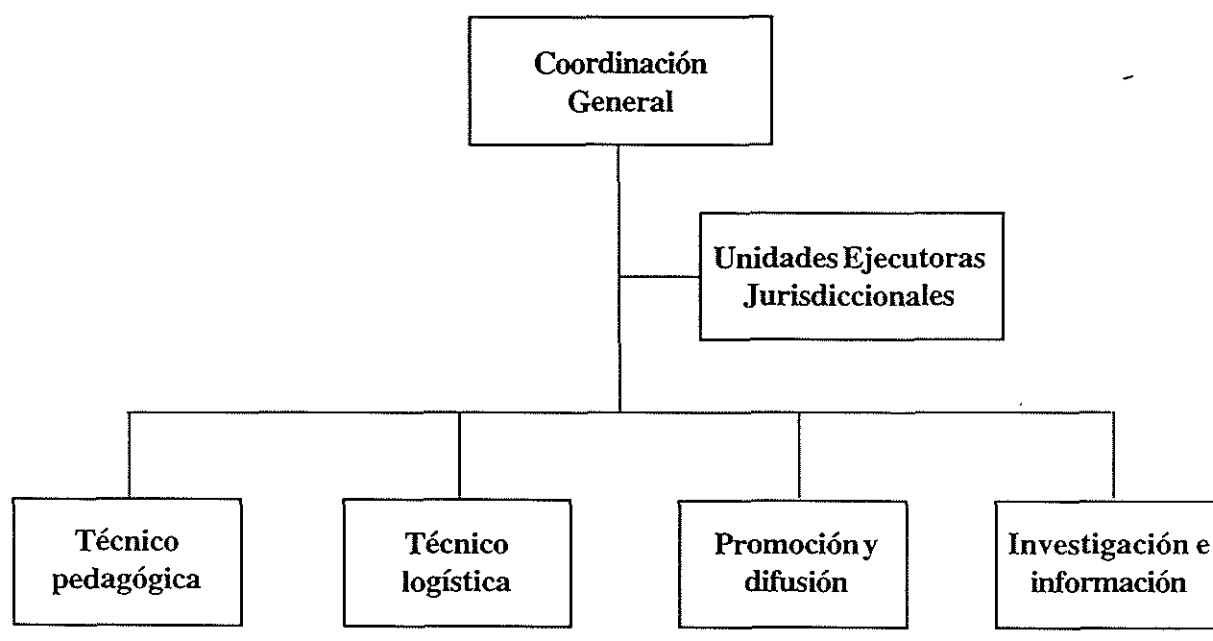 Coordinación
General
Unidades Ejecutoras
Jurisdiccionales
Técnico
pedagógica
Técnico
logística
Promoción y
difusión
Investigación e
información